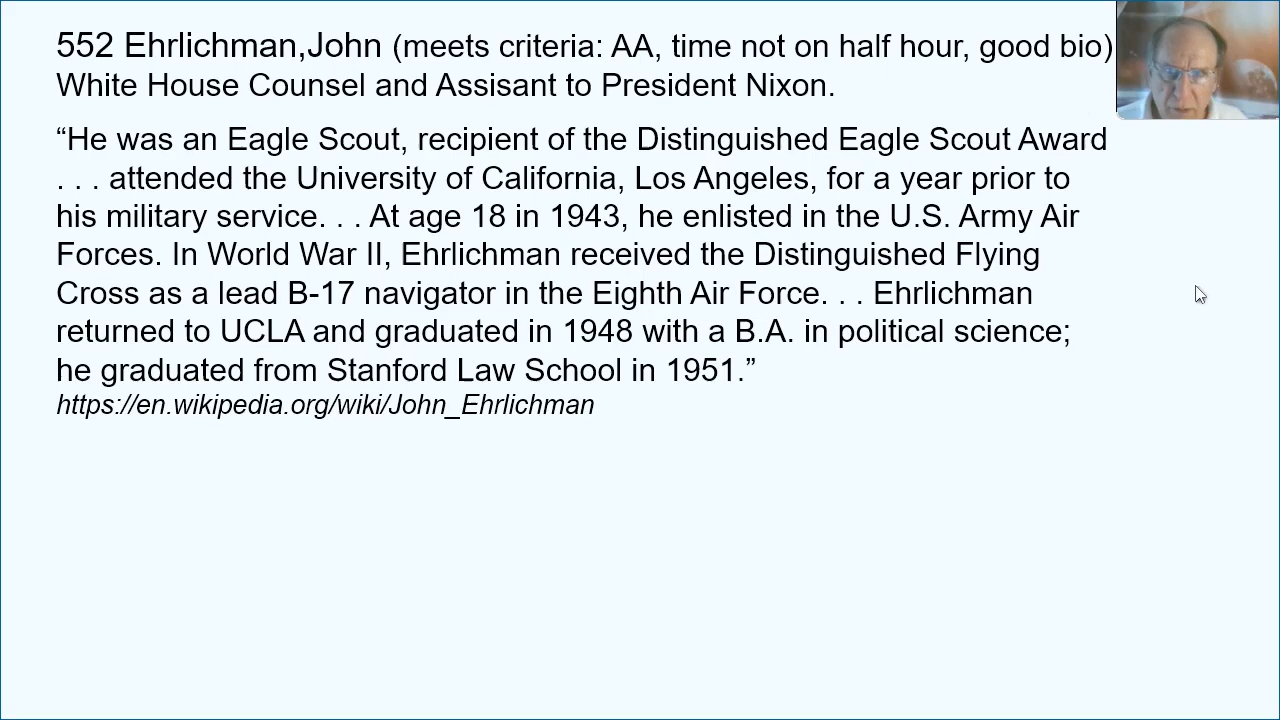 552 Ehrlichman,John (meets criteria: AA, time not on half hour, good bio)
White House Counsel and Assisant to President Nixon.
“He was an Eagle Scout, recipient of the Distinguished Eagle Scout Award
. . . attended the University of California, Los Angeles, for a year prior to
his military service. . . At age 18 in 1943, he enlisted in the U.S. Army Air
Forces. In World War II, Ehrlichman received the Distinguished Flying
Cross as a lead B-17 navigator in the Eighth Air Force. . . Ehrlichman
returned to UCLA and graduated in 1948 with a B.A. in political science;
he graduated from Stanford Law School in 1951.”
https://en.wikipedia.org/wiki/John_Ehrlichman